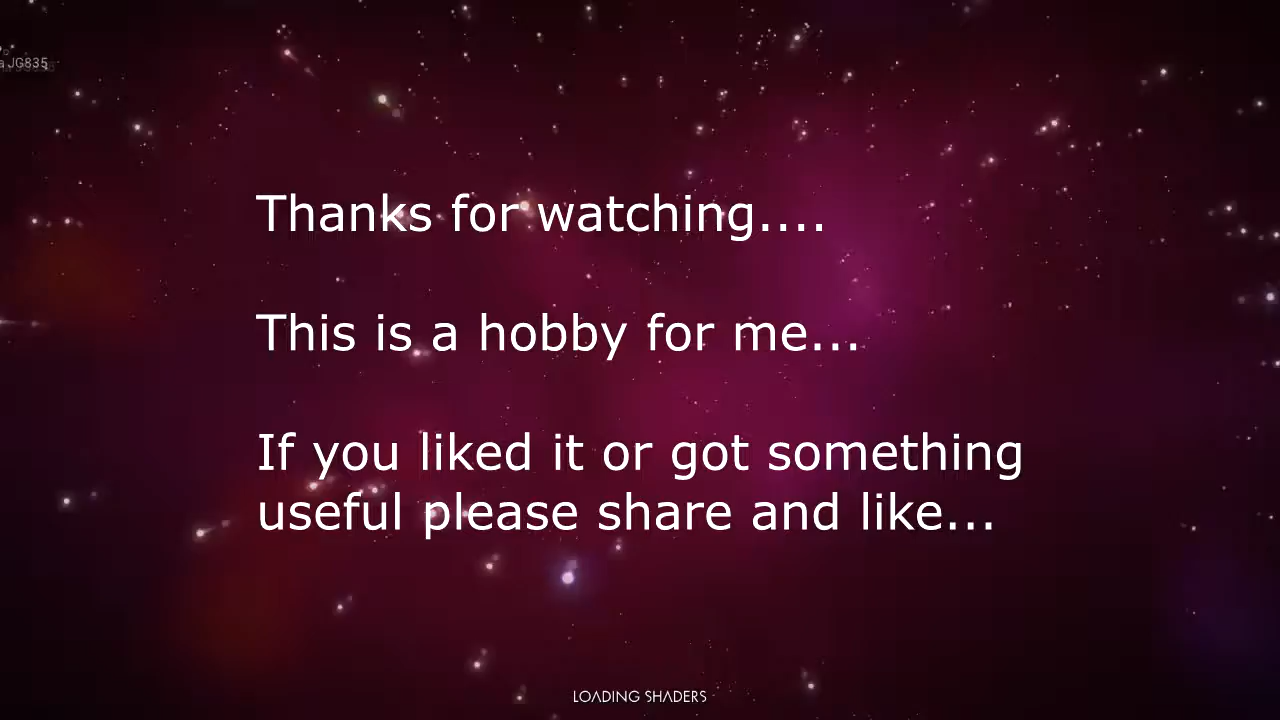 a JG835
Thanks for watching....
This is a hobby for me...
If you liked it or got something
useful please share and like...
LOADING SHADERS